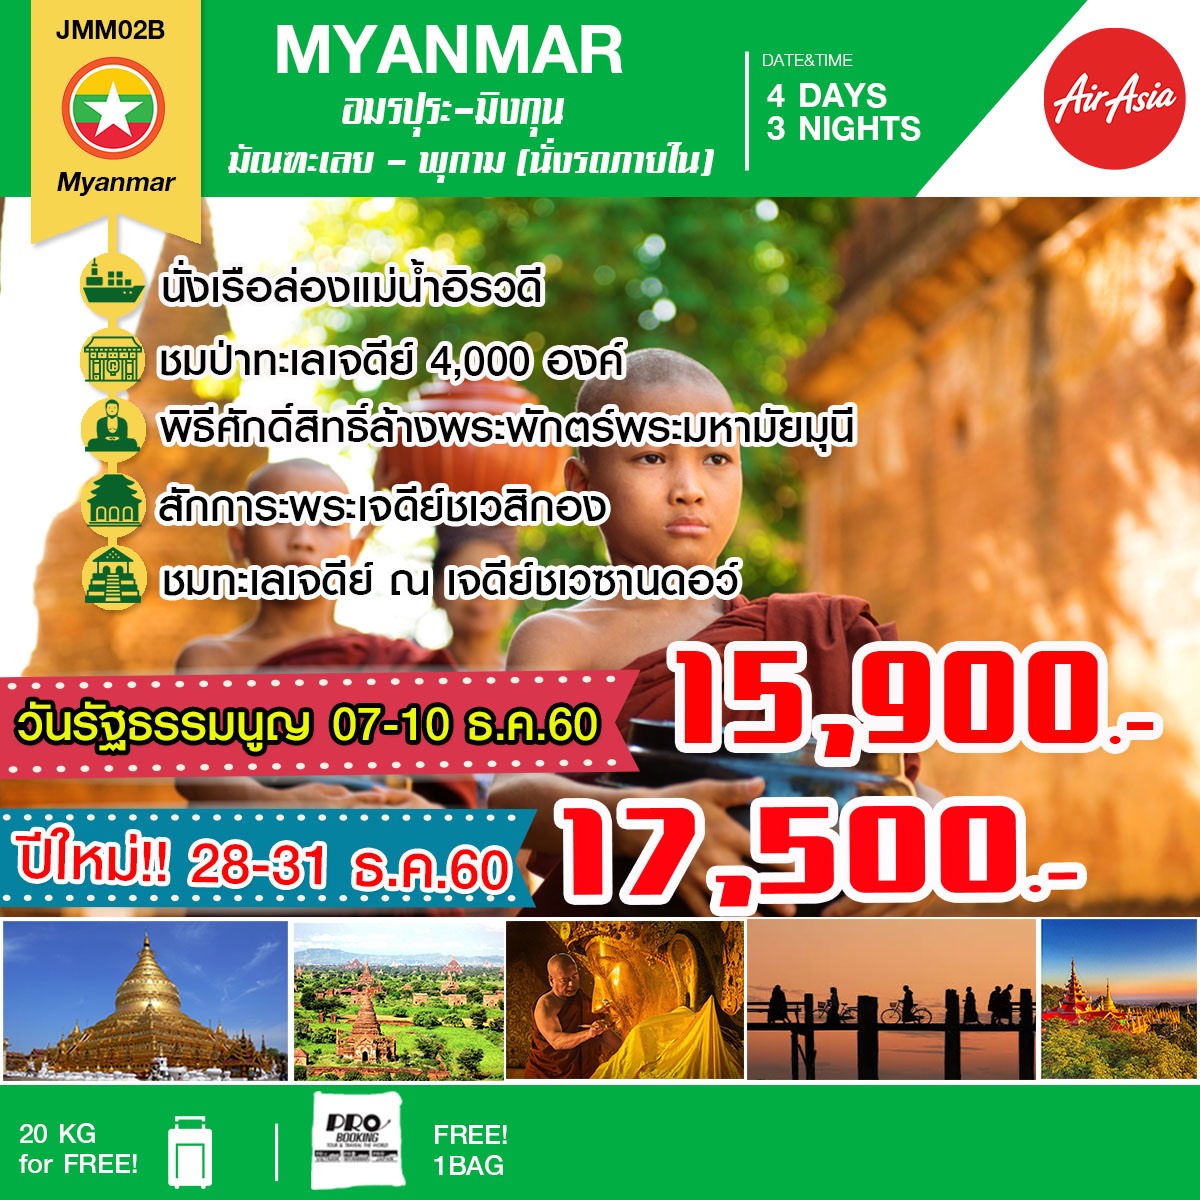 JMM02B
Myanmar
MYANMAR
อมรปุระ-มิงกุน
มัณฑะเลย - พุกาม (นั่งรถภายใน)
DATE&TIME
4 DAYS
3 NIGHTS
AirAsia
นั่งเรือล่องแม่น้ำอิรวดี
ชมป่าทะเลเจดีย์ 4,000 องค์
พิธีศักดิ์สิทธิ์ล้างพระพักตร์พระมหามัยมุนี
สักการะพระเจดีย์ชเวสิกอง
ชมทะเลเจดีย์ ณ เจดีย์ชเวซานดอว์
วันรัฐธรรมนูญ 07-10 ธ.ค.60
15,900.-
ปีใหม่!! 28-31 ธ.ค.60
17,500.-
20 KG
for FREE!
PRO
BOOKING
TOUR & TRAVEL THE WORLD
FREE!
1BAG